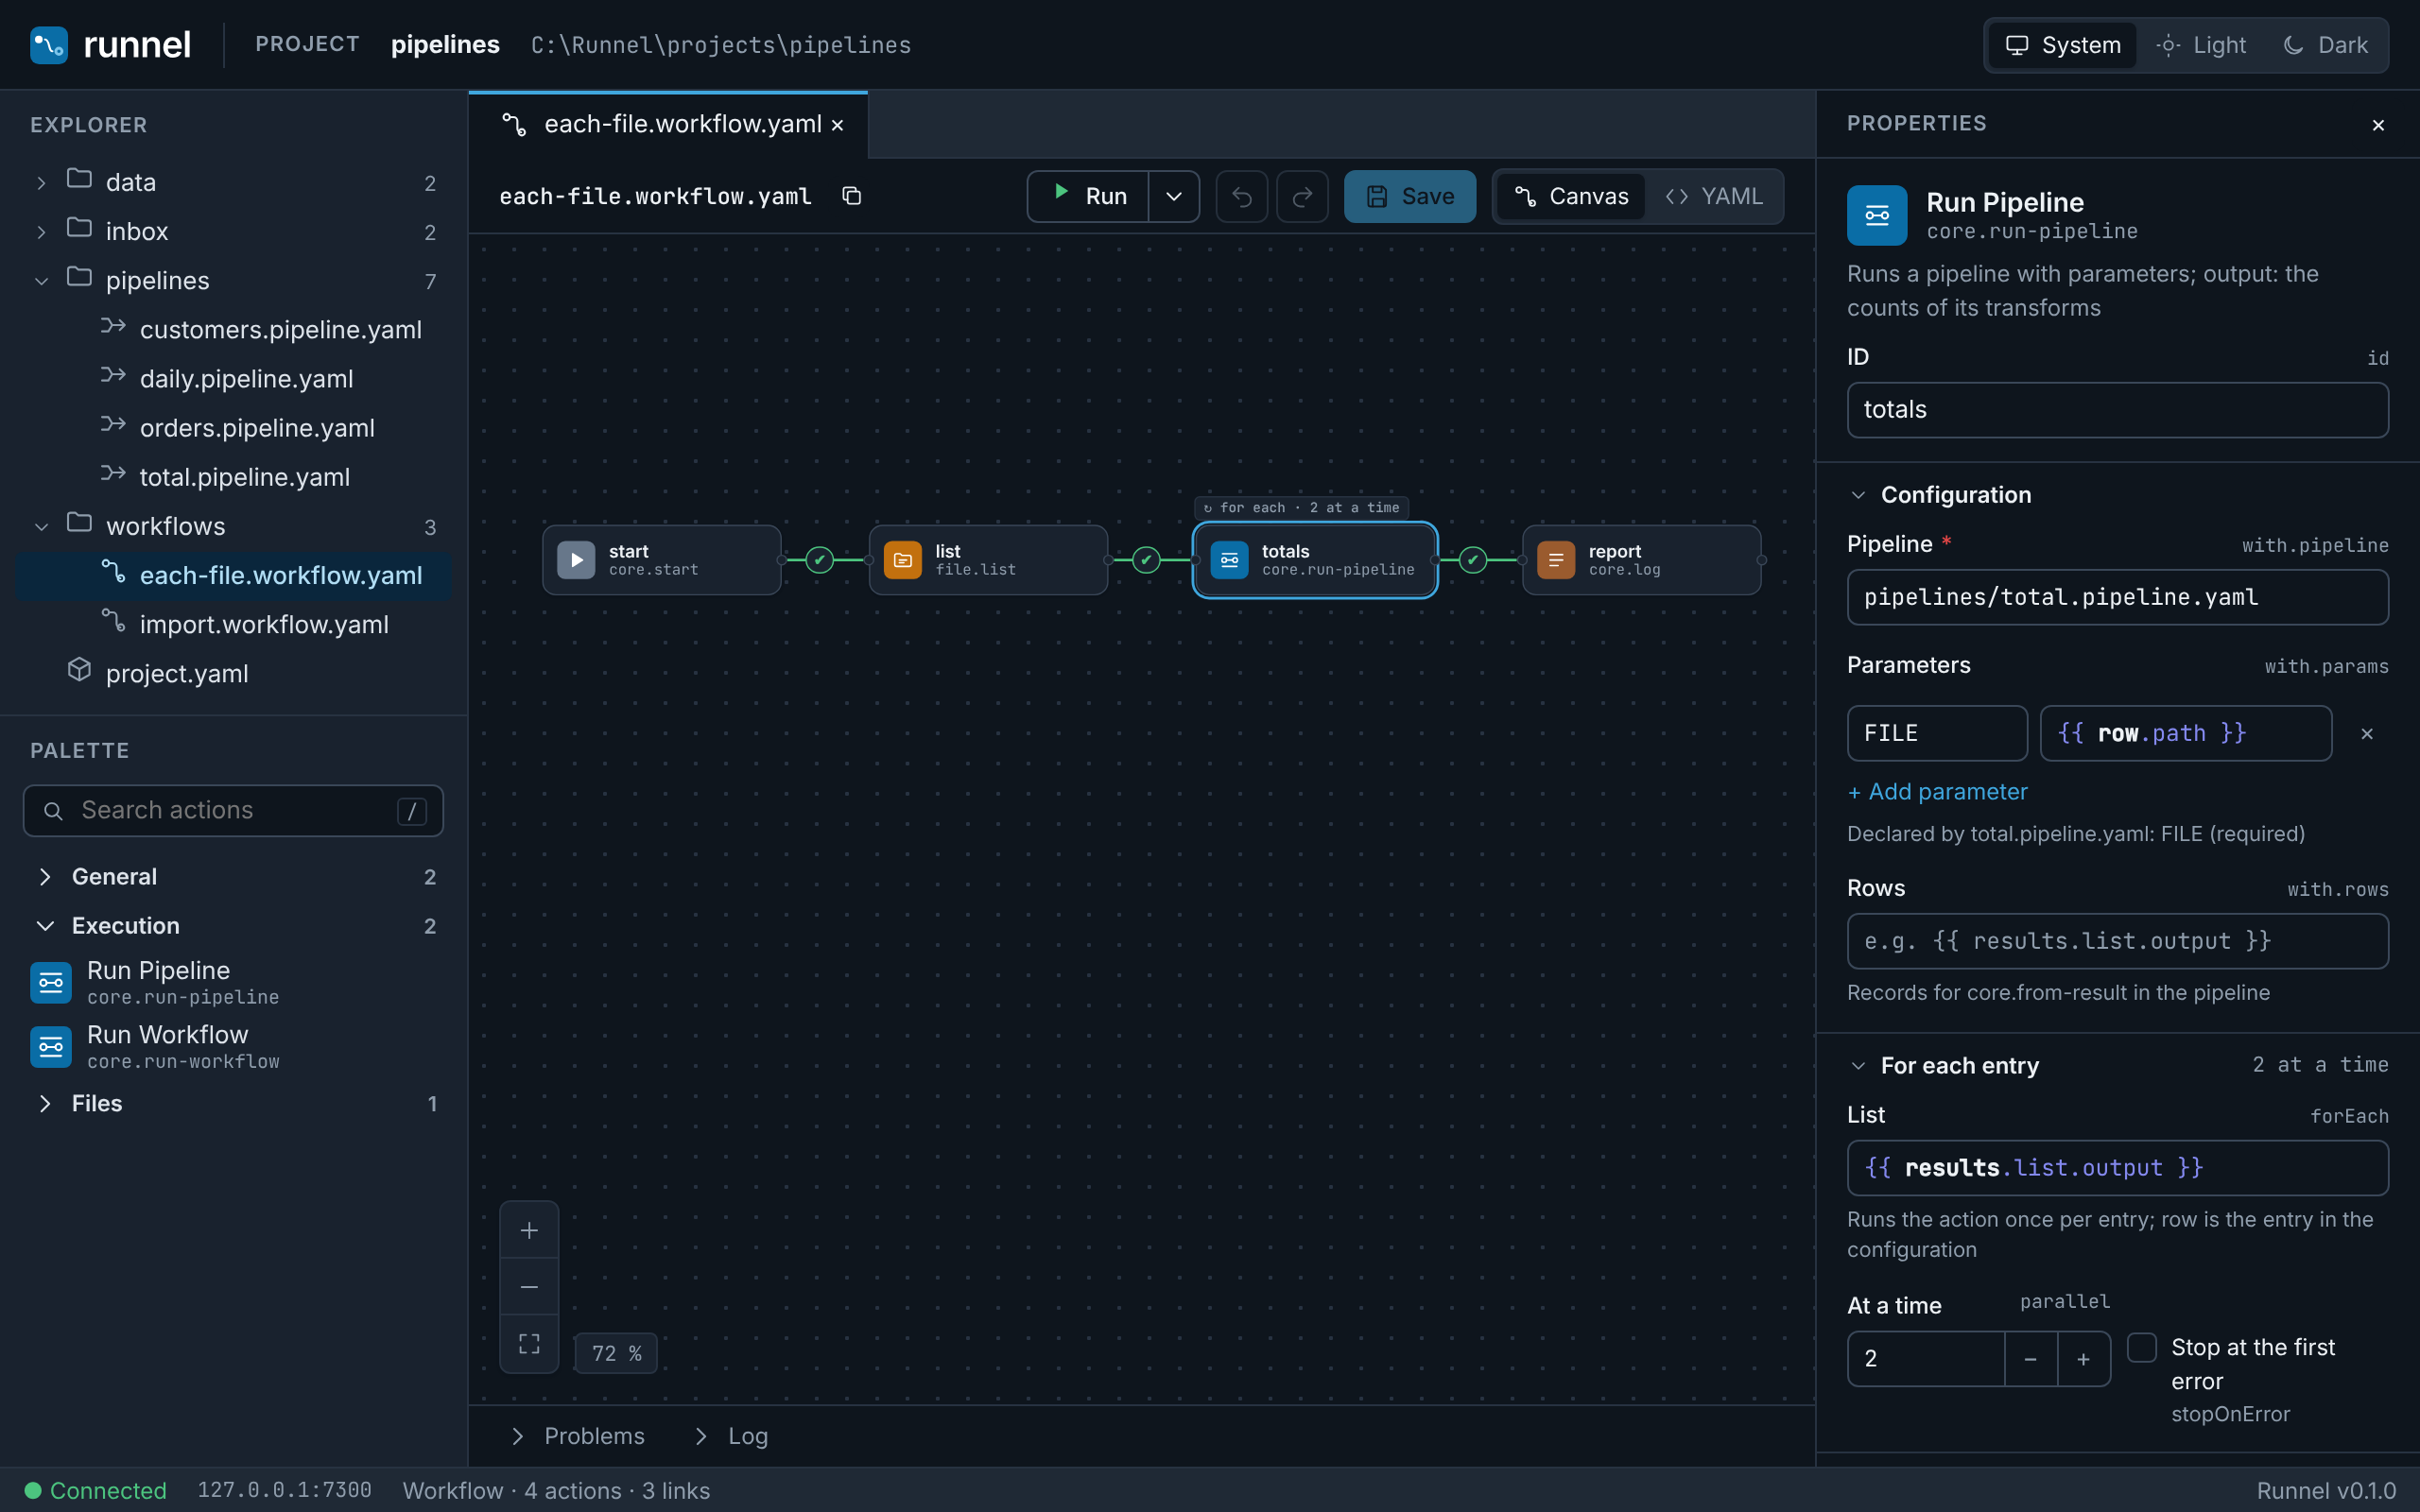 runnel
PROJECT pipelines C:\Runnel\projects\pipelines
System Light Dark
EXPLORER
data 2
inbox 2
pipelines 7
customers.pipeline.yaml
daily.pipeline.yaml
orders.pipeline.yaml
total.pipeline.yaml
workflows 3
each-file.workflow.yaml
import.workflow.yaml
project.yaml
PALETTE
Search actions /
General 2
Execution 2
Run Pipeline
core.run-pipeline
Run Workflow
core.run-workflow
Files 1
each-file.workflow.yaml ×
each-file.workflow.yaml Run Save Canvas YAML
for each · 2 at a time
start
core.start
list
file.list
totals
core.run-pipeline
report
core.log
72 %
Problems Log
PROPERTIES ×
Run Pipeline
core.run-pipeline
Runs a pipeline with parameters; output: the
counts of its transforms
ID id
totals
Configuration
Pipeline * with.pipeline
pipelines/total.pipeline.yaml
Parameters with.params
FILE {{ row.path }} ×
+ Add parameter
Declared by total.pipeline.yaml: FILE (required)
Rows with.rows
e.g. {{ results.list.output }}
Records for core.from-result in the pipeline
For each entry 2 at a time
List forEach
{{ results.list.output }}
Runs the action once per entry; row is the entry in the
configuration
At a time parallel
2 − +
Stop at the first
error
stopOnError
Connected 127.0.0.1:7300 Workflow · 4 actions · 3 links
Runnel v0.1.0